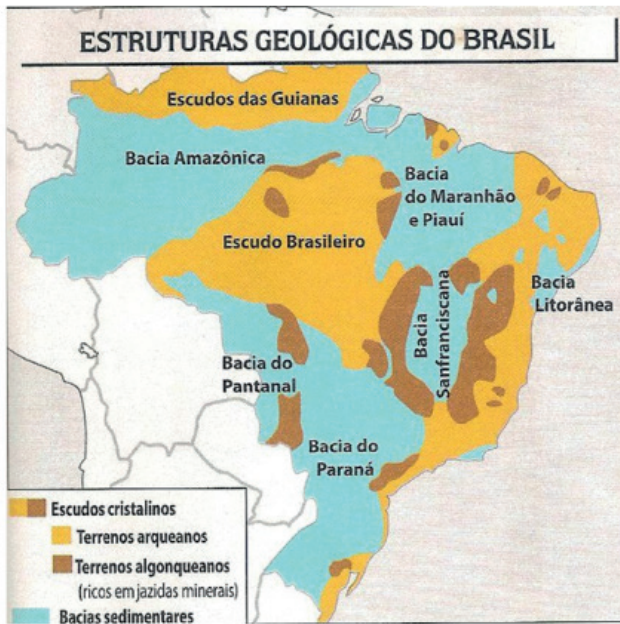 ESTRUTURAS GEOLÓGICAS DO BRASIL
Escudos das Guianas
Bacia Amazônica
Bacia
do Maranhão
e Piauí
Escudo Brasileiro
Bacia
Litorânea
Bacia
Sanfranciscana
Bacia do
Pantanal
Bacia do
Paraná
Escudos cristalinos
Terrenos arqueanos
Terrenos algonqueanos
(ricos em jazidas minerais)
Bacias sedimentares